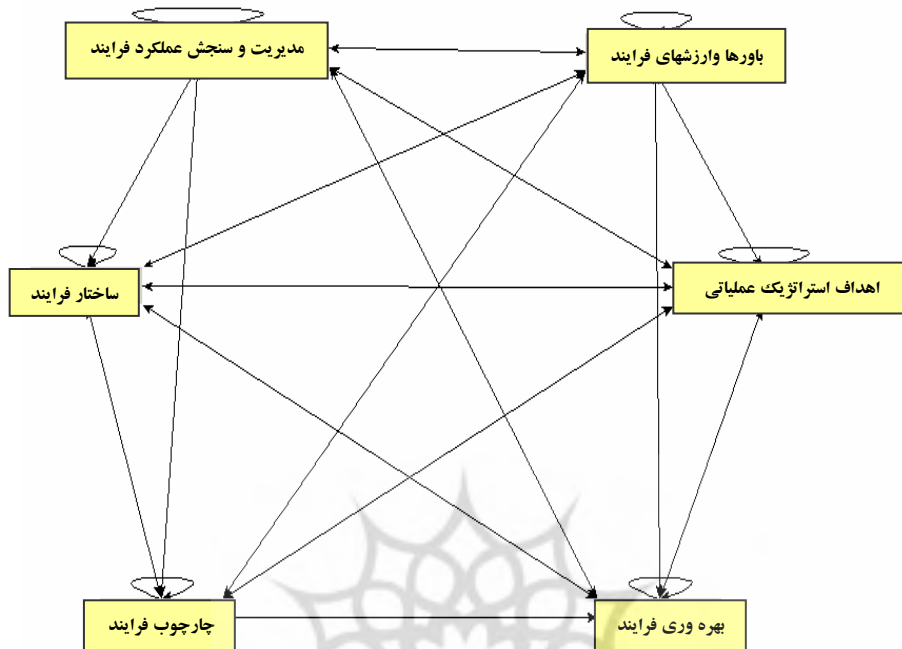 باورها وارزشهای فرایند
مدیریت و سنجش عملکرد فرایند
اهداف استراتژیک عملیاتی
ساختار فرایند
بهره وری فرایند
چارچوب فرایند